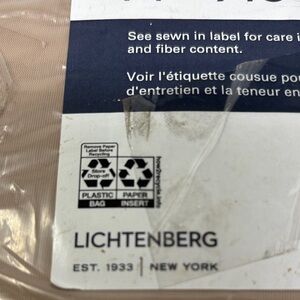 See sewn in label for care i
and fiber content.
Voir l'étiquette cousue pou
d'entretien et la teneur en
Remove Paper
Label Before
Recycling
Store
Drop-off
PLASTIC
BAG
PAPER
INSERT
how2recycle.info
LICHTENBERG
EST. 1933 | NEW YORK